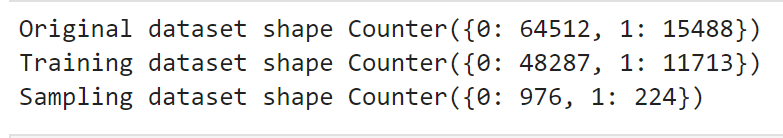 Original dataset shape Counter({0: 64512, 1: 15488})
Training dataset shape Counter({0: 48287, 1: 11713})
Sampling dataset shape Counter({0: 976, 1: 224})